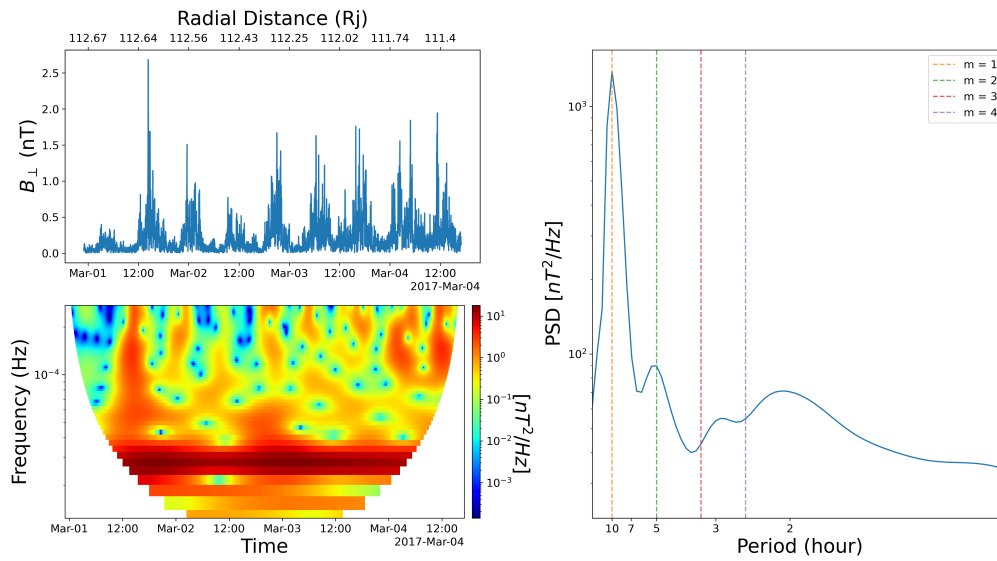 Radial Distance (Rj)
112.67 112.64 112.56 112.43 112.25 112.02 111.74 111.4
B⊥ (nT)
2.5
2.0
1.5
1.0
0.5
0.0
Mar-01 12:00 Mar-02 12:00 Mar-03 12:00 Mar-04 12:00
2017-Mar-04
Frequency (Hz)
10⁻⁴
Mar-01 12:00 Mar-02 12:00 Mar-03 12:00 Mar-04 12:00
2017-Mar-04
Time
10¹
10⁰
10⁻¹
10⁻²
10⁻³
[nT²/Hz]
PSD [nT²/Hz]
10³
10²
m = 1
m = 2
m = 3
m = 4
10 7 5 3 2
Period (hour)